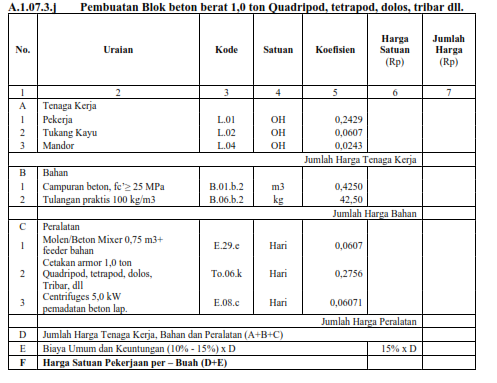 A.1.07.3.j Pembuatan Blok beton berat 1,0 ton Quadripod, tetrapod, dolos, tribar dll.
No. Uraian Kode Satuan Koefisien Harga Satuan (Rp) Jumlah Harga (Rp)
1 2 3 4 5 6 7
A Tenaga Kerja
1 Pekerja L.01 OH 0,2429
2 Tukang Kayu L.02 OH 0,0607
3 Mandor L.04 OH 0,0243
Jumlah Harga Tenaga Kerja
B Bahan
1 Campuran beton, fc'≥ 25 MPa B.01.b.2 m3 0,4250
2 Tulangan praktis 100 kg/m3 B.06.b.2 kg 42,50
Jumlah Harga Bahan
C Peralatan
1 Molen/Beton Mixer 0,75 m3+ E.29.c Hari 0,0607
feeder bahan
Cetakan armor 1,0 ton
2 Quadripod, tetrapod, dolos, To.06.k Hari 0,2756
Tribar, dll
3 Centrifuges 5,0 kW E.08.c Hari 0,06071
pemadatan beton lap.
Jumlah Harga Peralatan
D Jumlah Harga Tenaga Kerja, Bahan dan Peralatan (A+B+C)
E Biaya Umum dan Keuntungan (10% - 15%) x D 15% x D
F Harga Satuan Pekerjaan per – Buah (D+E)